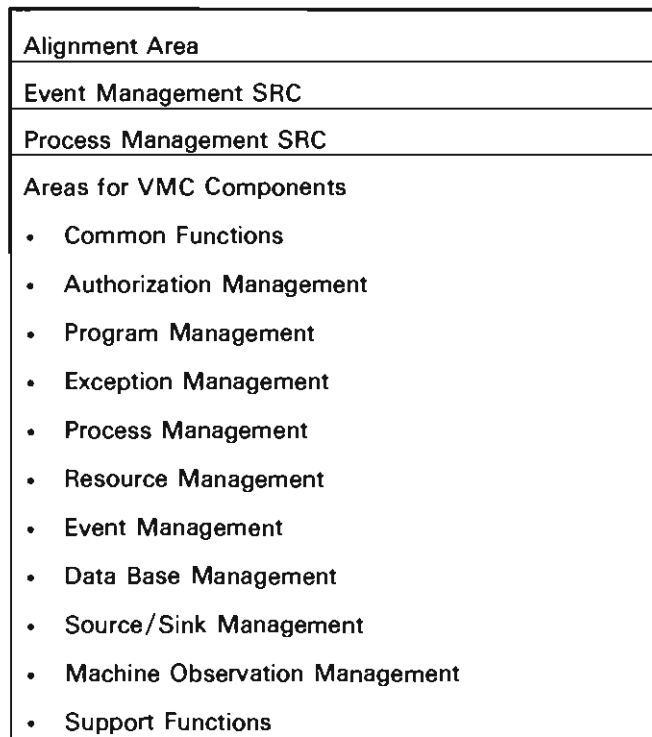 Alignment Area
Event Management SRC
Process Management SRC
Areas for VMC Components
• Common Functions
• Authorization Management
• Program Management
• Exception Management
• Process Management
• Resource Management
• Event Management
• Data Base Management
• Source/Sink Management
• Machine Observation Management
• Support Functions